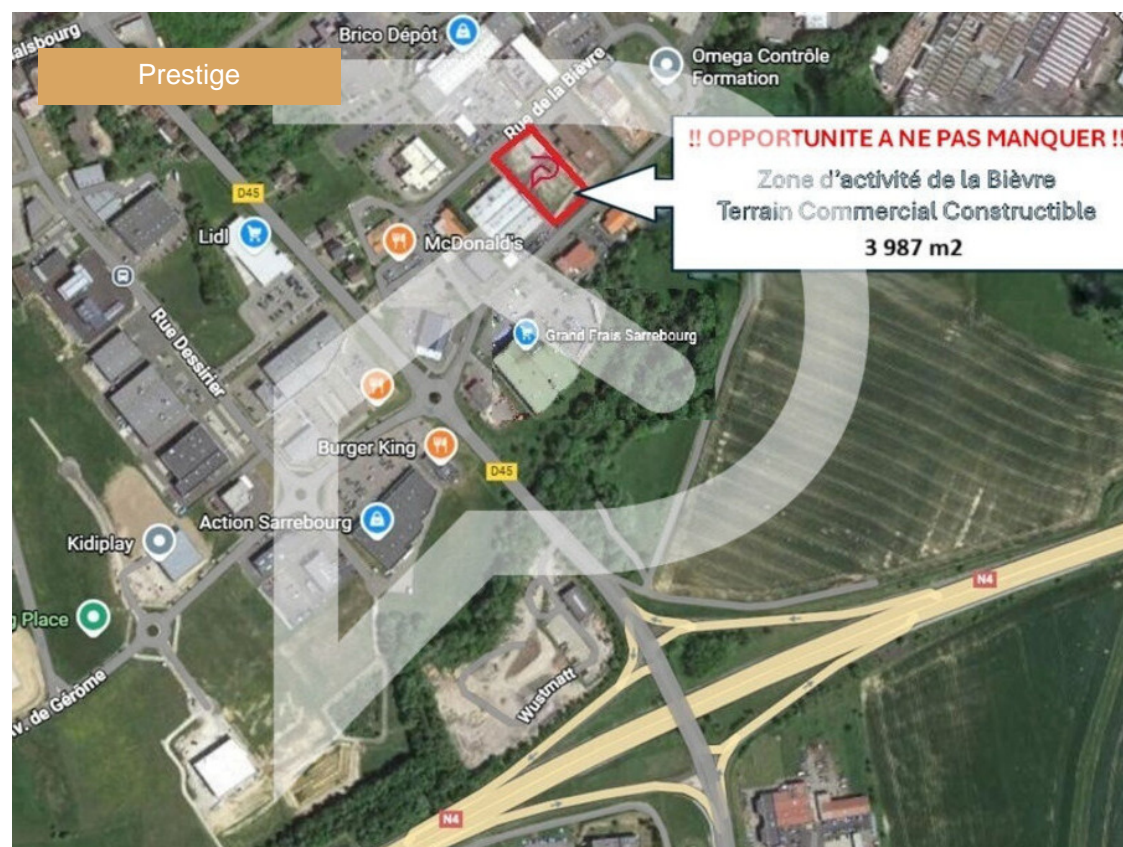 alsbourg
Brico Dépôt
Prestige
Omega Contrôle
Formation
Rue de la Bièvre
!! OPPORTUNITE A NE PAS MANQUER !!
Zone d'activité de la Bièvre
Terrain Commercial Constructible
3 987 m2
D45
Lidl
McDonald's
Rue Dessirier
Grand Frais Sarrebourg
Burger King
D45
Action Sarrebourg
Kidiplay
N4
g Place
Av. de Gérôme
Wustmatt
N4